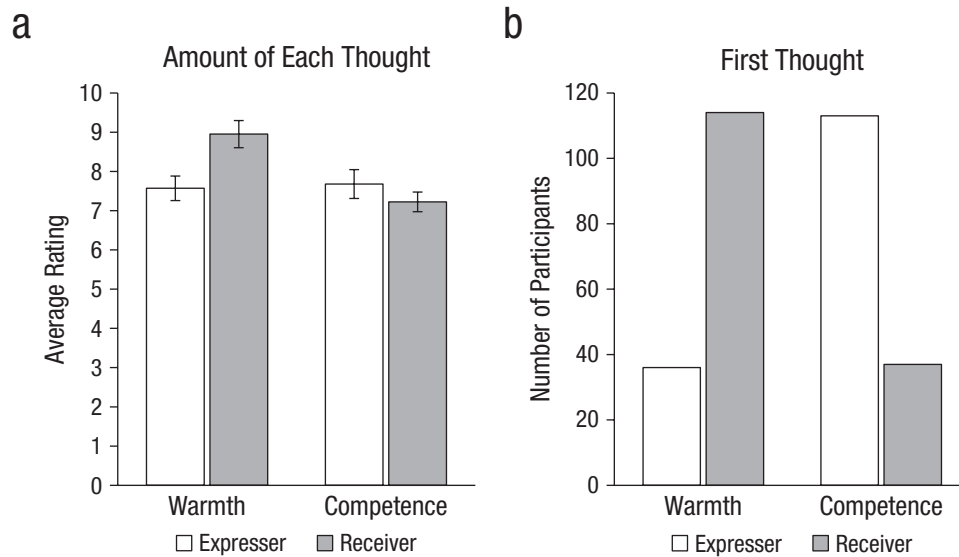 a
Amount of Each Thought
10
9
8
7
6
5
4
3
2
1
0
Average Rating
Warmth
Competence
Expresser
Receiver
b
First Thought
120
100
80
60
40
20
0
Number of Participants
Warmth
Competence
Expresser
Receiver